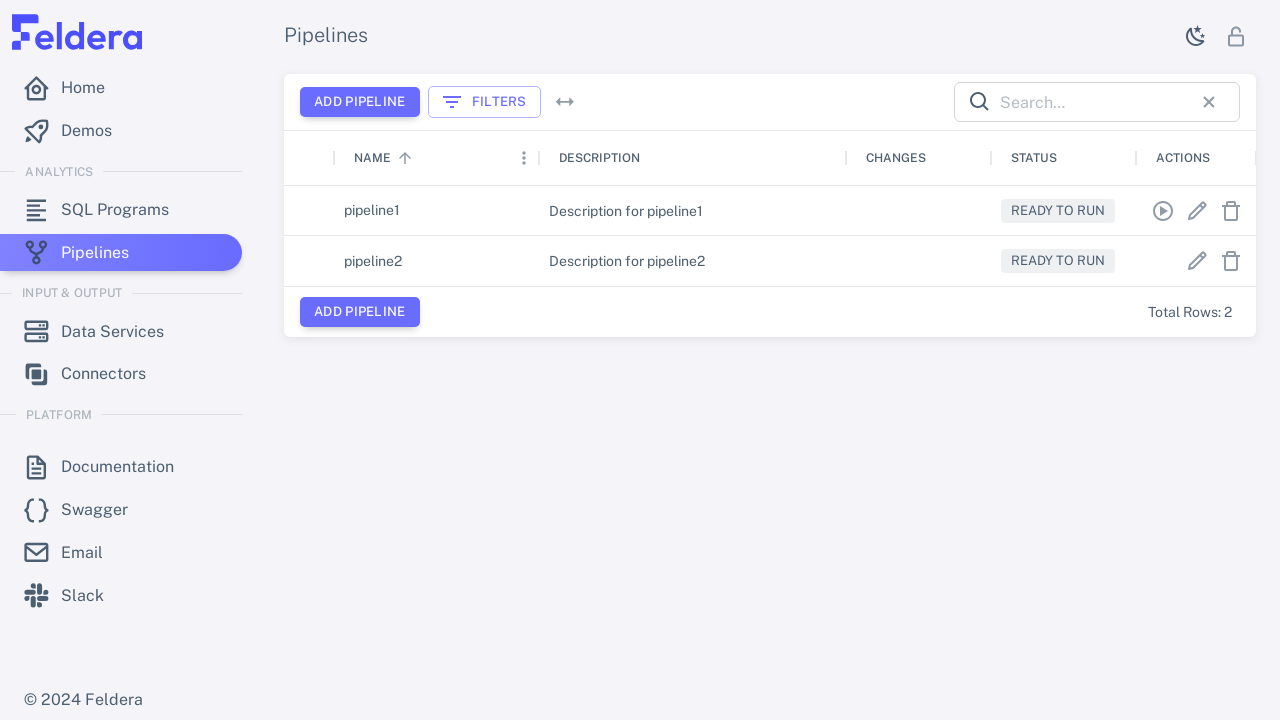 Feldera
Home
Demos
ANALYTICS
SQL Programs
Pipelines
INPUT & OUTPUT
Data Services
Connectors
PLATFORM
Documentation
Swagger
Email
Slack
© 2024 Feldera
Pipelines
ADD PIPELINE FILTERS Search...
NAME DESCRIPTION CHANGES STATUS ACTIONS
pipeline1 Description for pipeline1 READY TO RUN
pipeline2 Description for pipeline2 READY TO RUN
ADD PIPELINE Total Rows: 2